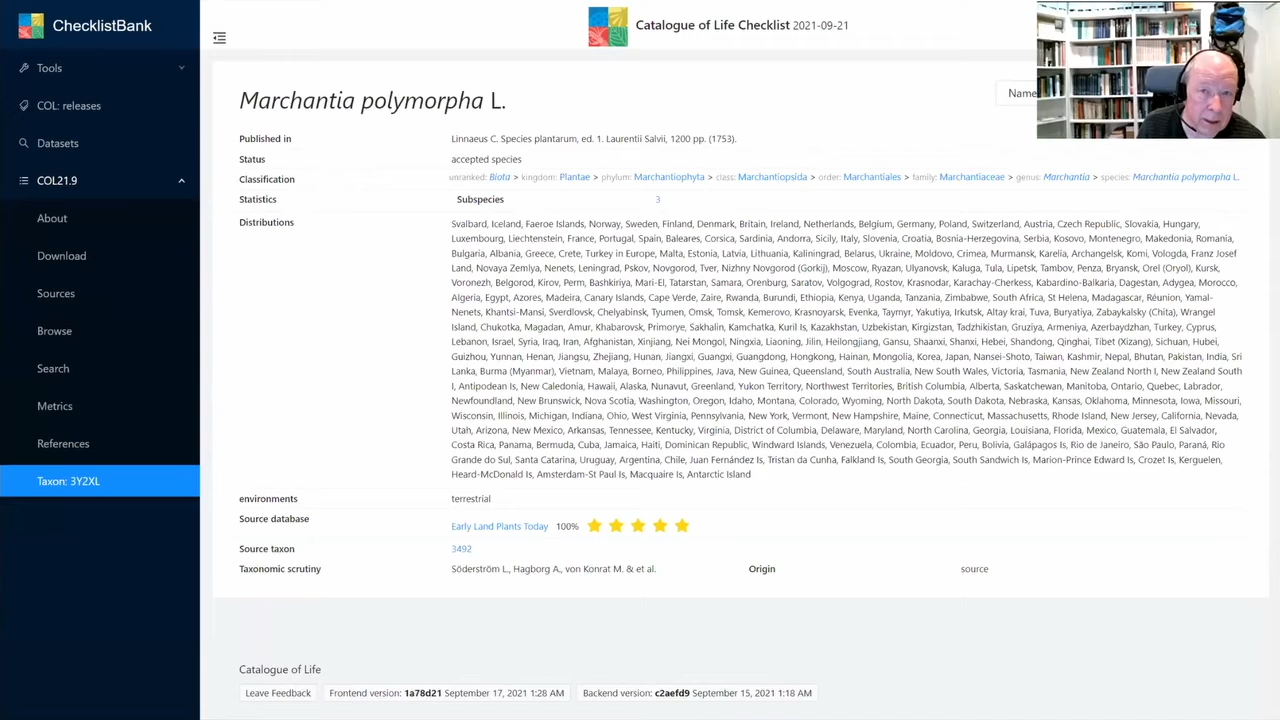 ChecklistBank
Catalogue of Life Checklist 2021-09-21
Tools
COL: releases
Datasets
COL21.9
About
Download
Sources
Browse
Search
Metrics
References
Taxon: 3Y2XL
Marchantia polymorpha L.
Name
Published in
Linnaeus C. Species plantarum, ed. 1. Laurentii Salvii, 1200 pp. (1753).
Status
accepted species
Classification
unranked: Biota > kingdom: Plantae > phylum: Marchantiophyta > class: Marchantiopsida > order: Marchantiales > family: Marchantiaceae > genus: Marchantia > species: Marchantia polymorpha L.
Statistics
Subspecies 3
Distributions
Svalbard, Iceland, Faeroe Islands, Norway, Sweden, Finland, Denmark, Britain, Ireland, Netherlands, Belgium, Germany, Poland, Switzerland, Austria, Czech Republic, Slovakia, Hungary,
Luxembourg, Liechtenstein, France, Portugal, Spain, Baleares, Corsica, Sardinia, Andorra, Sicily, Italy, Slovenia, Croatia, Bosnia-Herzegovina, Serbia, Kosovo, Montenegro, Makedonia, Romania,
Bulgaria, Albania, Greece, Crete, Turkey in Europe, Malta, Estonia, Latvia, Lithuania, Kaliningrad, Belarus, Ukraine, Moldovo, Crimea, Murmansk, Karelia, Archangelsk, Komi, Vologda, Franz Josef
Land, Novaya Zemlya, Nenets, Leningrad, Pskov, Novgorod, Tver, Nizhny Novgorod (Gorkij), Moscow, Ryazan, Ulyanovsk, Kaluga, Tula, Lipetsk, Tambov, Penza, Bryansk, Orel (Oryol), Kursk,
Voronezh, Belgorod, Kirov, Perm, Bashkiriya, Mari-El, Tatarstan, Samara, Orenburg, Saratov, Volgograd, Rostov, Krasnodar, Karachay-Cherkess, Kabardino-Balkaria, Dagestan, Adygea, Morocco,
Algeria, Egypt, Azores, Madeira, Canary Islands, Cape Verde, Zaire, Rwanda, Burundi, Ethiopia, Kenya, Uganda, Tanzania, Zimbabwe, South Africa, St Helena, Madagascar, Réunion, Yamal-
Nenets, Khantsi-Mansi, Sverdlovsk, Chelyabinsk, Tyumen, Omsk, Tomsk, Kemerovo, Krasnoyarsk, Evenka, Taymyr, Yakutiya, Irkutsk, Altay krai, Tuva, Buryatiya, Zabaykalsky (Chita), Wrangel
Island, Chukotka, Magadan, Amur, Khabarovsk, Primorye, Sakhalin, Kamchatka, Kuril Is, Kazakhstan, Uzbekistan, Kirgizstan, Tadzhikistan, Gruziya, Armeniya, Azerbaydzhan, Turkey, Cyprus,
Lebanon, Israel, Syria, Iraq, Iran, Afghanistan, Xinjiang, Nei Mongol, Ningxia, Liaoning, Jilin, Heilongjiang, Gansu, Shaanxi, Shanxi, Hebei, Shandong, Qinghai, Tibet (Xizang), Sichuan, Hubei,
Guizhou, Yunnan, Henan, Jiangsu, Zhejiang, Hunan, Jiangxi, Guangxi, Guangdong, Hongkong, Hainan, Mongolia, Korea, Japan, Nansei-Shoto, Taiwan, Kashmir, Nepal, Bhutan, Pakistan, India, Sri
Lanka, Burma (Myanmar), Vietnam, Malaya, Borneo, Philippines, Java, New Guinea, Queensland, South Australia, New South Wales, Victoria, Tasmania, New Zealand North I, New Zealand South
I, Antipodean Is, New Caledonia, Hawaii, Alaska, Nunavut, Greenland, Yukon Territory, Northwest Territories, British Columbia, Alberta, Saskatchewan, Manitoba, Ontario, Quebec, Labrador,
Newfoundland, New Brunswick, Nova Scotia, Washington, Oregon, Idaho, Montana, Colorado, Wyoming, North Dakota, South Dakota, Nebraska, Kansas, Oklahoma, Minnesota, Iowa, Missouri,
Wisconsin, Illinois, Michigan, Indiana, Ohio, West Virginia, Pennsylvania, New York, Vermont, New Hampshire, Maine, Connecticut, Massachusetts, Rhode Island, New Jersey, California, Nevada,
Utah, Arizona, New Mexico, Arkansas, Tennessee, Kentucky, Virginia, District of Columbia, Delaware, Maryland, North Carolina, Georgia, Louisiana, Florida, Mexico, Guatemala, El Salvador,
Costa Rica, Panama, Bermuda, Cuba, Jamaica, Haiti, Dominican Republic, Windward Islands, Venezuela, Colombia, Ecuador, Peru, Bolivia, Galápagos Is, Rio de Janeiro, São Paulo, Paraná, Rio
Grande do Sul, Santa Catarina, Uruguay, Argentina, Chile, Juan Fernández Is, Tristan da Cunha, Falkland Is, South Georgia, South Sandwich Is, Marion-Prince Edward Is, Crozet Is, Kerguelen,
Heard-McDonald Is, Amsterdam-St Paul Is, Macquaire Is, Antarctic Island
environments
terrestrial
Source database
Early Land Plants Today 100%
Source taxon
3492
Taxonomic scrutiny
Söderström L., Hagborg A., von Konrat M. & et al.
Origin
source
Catalogue of Life
Leave Feedback
Frontend version: 1a78d21 September 17, 2021 1:28 AM
Backend version: c2aefd9 September 15, 2021 1:18 AM